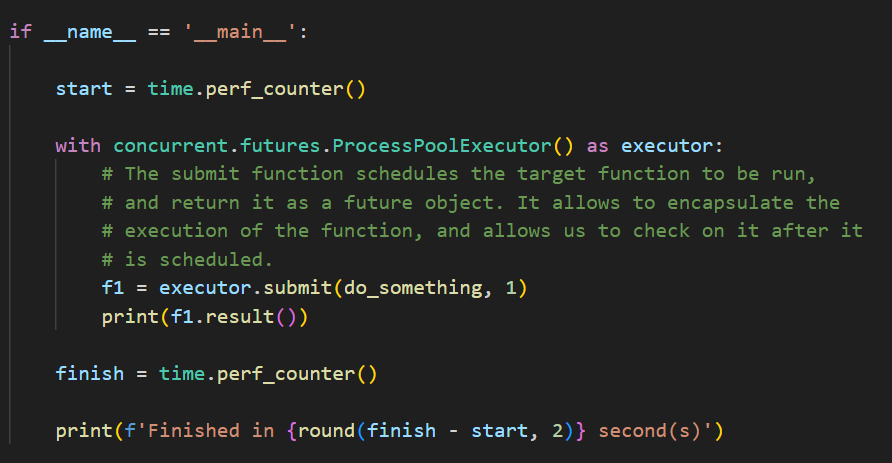 if __name__ == '__main__':
start = time.perf_counter()
with concurrent.futures.ProcessPoolExecutor() as executor:
# The submit function schedules the target function to be run,
# and return it as a future object. It allows to encapsulate the
# execution of the function, and allows us to check on it after it
# is scheduled.
f1 = executor.submit(do_something, 1)
print(f1.result())
finish = time.perf_counter()
print(f'Finished in {round(finish - start, 2)} second(s)')